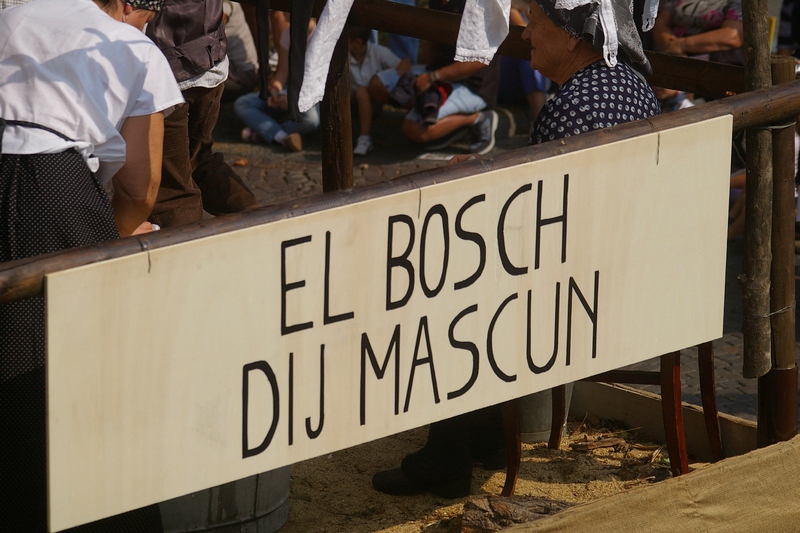 EL BOSCH
DIJ MASCUN